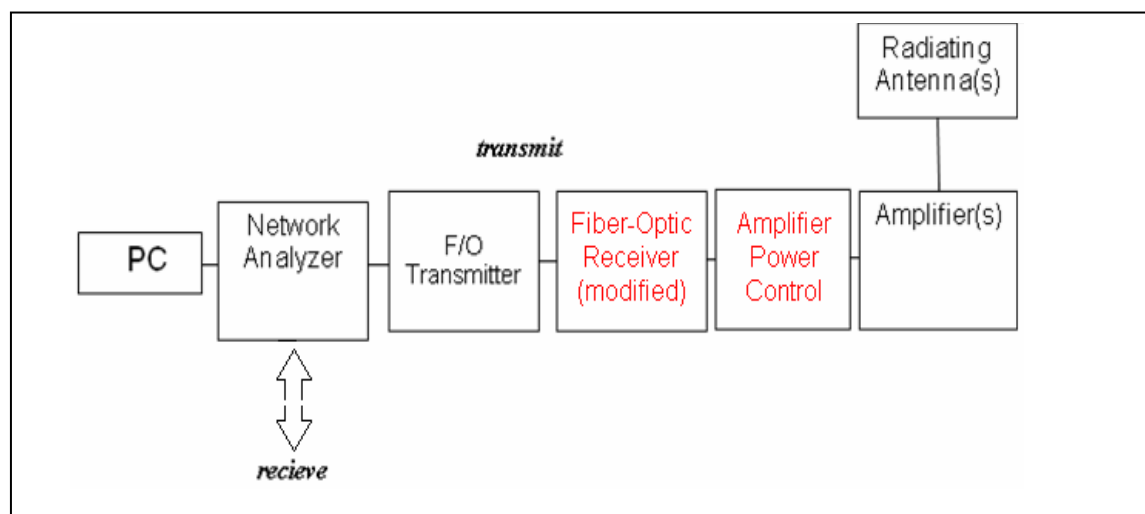 Radiating
Antenna(s)
transmit
PC
Network
Analyzer
F/O
Transmitter
Fiber-Optic
Receiver
(modified)
Amplifier
Power
Control
Amplifier(s)
recieve